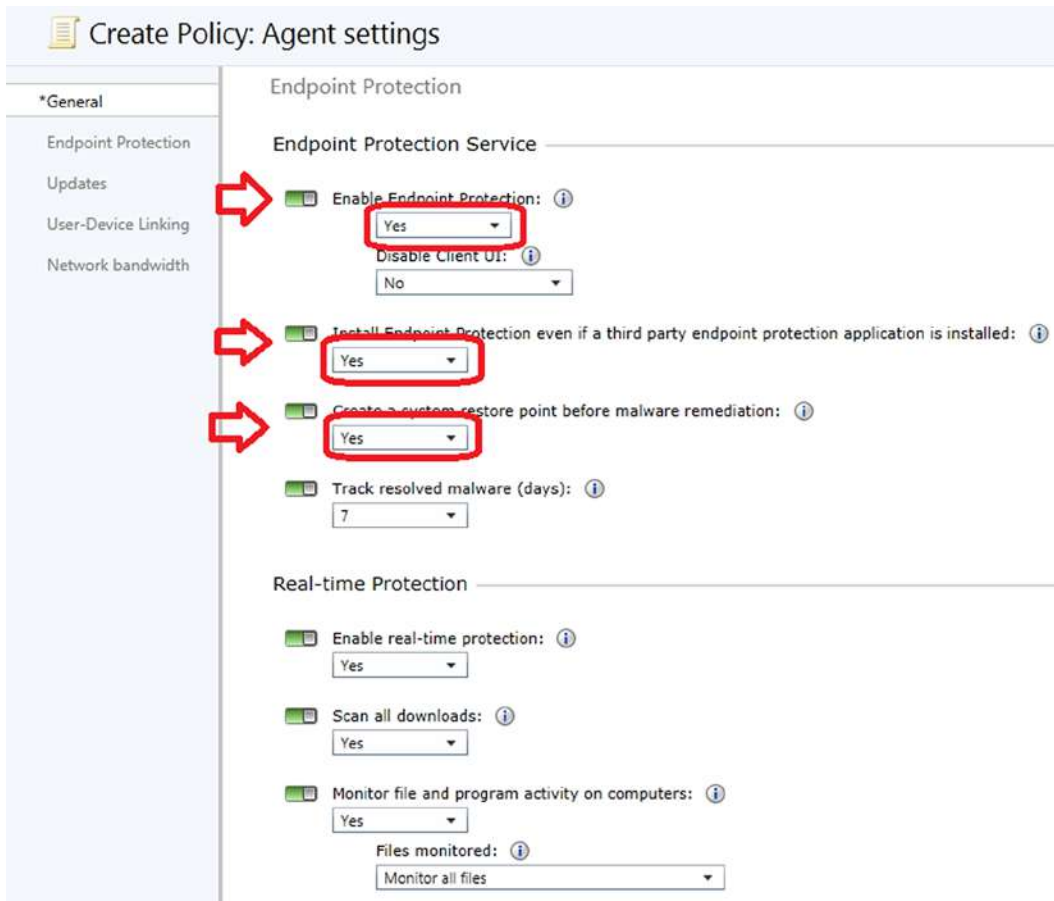 Create Policy: Agent settings
*General
Endpoint Protection
Updates
User-Device Linking
Network bandwidth
Endpoint Protection
Endpoint Protection Service
Enable Endpoint Protection:
Yes
Disable Client UI:
No
Install Endpoint Protection even if a third party endpoint protection application is installed:
Yes
Create a system restore point before malware remediation:
Yes
Track resolved malware (days):
7
Real-time Protection
Enable real-time protection:
Yes
Scan all downloads:
Yes
Monitor file and program activity on computers:
Yes
Files monitored:
Monitor all files